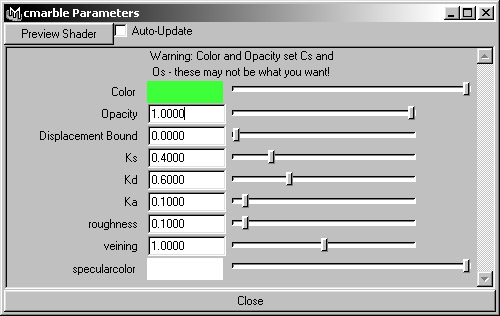 cmarble Parameters
Preview Shader Auto-Update
Warning: Color and Opacity set Cs and
Os - these may not be what you want!
Color
Opacity 1.0000
Displacement Bound 0.0000
Ks 0.4000
Kd 0.6000
Ka 0.1000
roughness 0.1000
veining 1.0000
specularcolor
Close